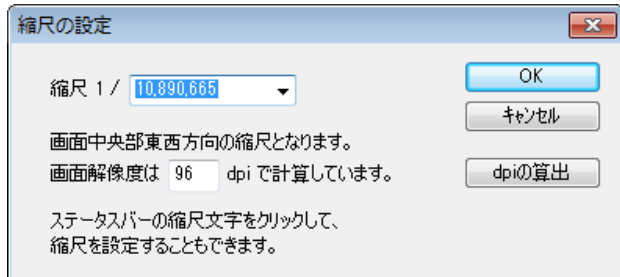 縮尺の設定
縮尺 1 / 10,890,665
OK
キャンセル
画面中央部東西方向の縮尺となります。
画面解像度は 96 dpi で計算しています。
dpiの算出
ステータスバーの縮尺文字をクリックして、
縮尺を設定することもできます。